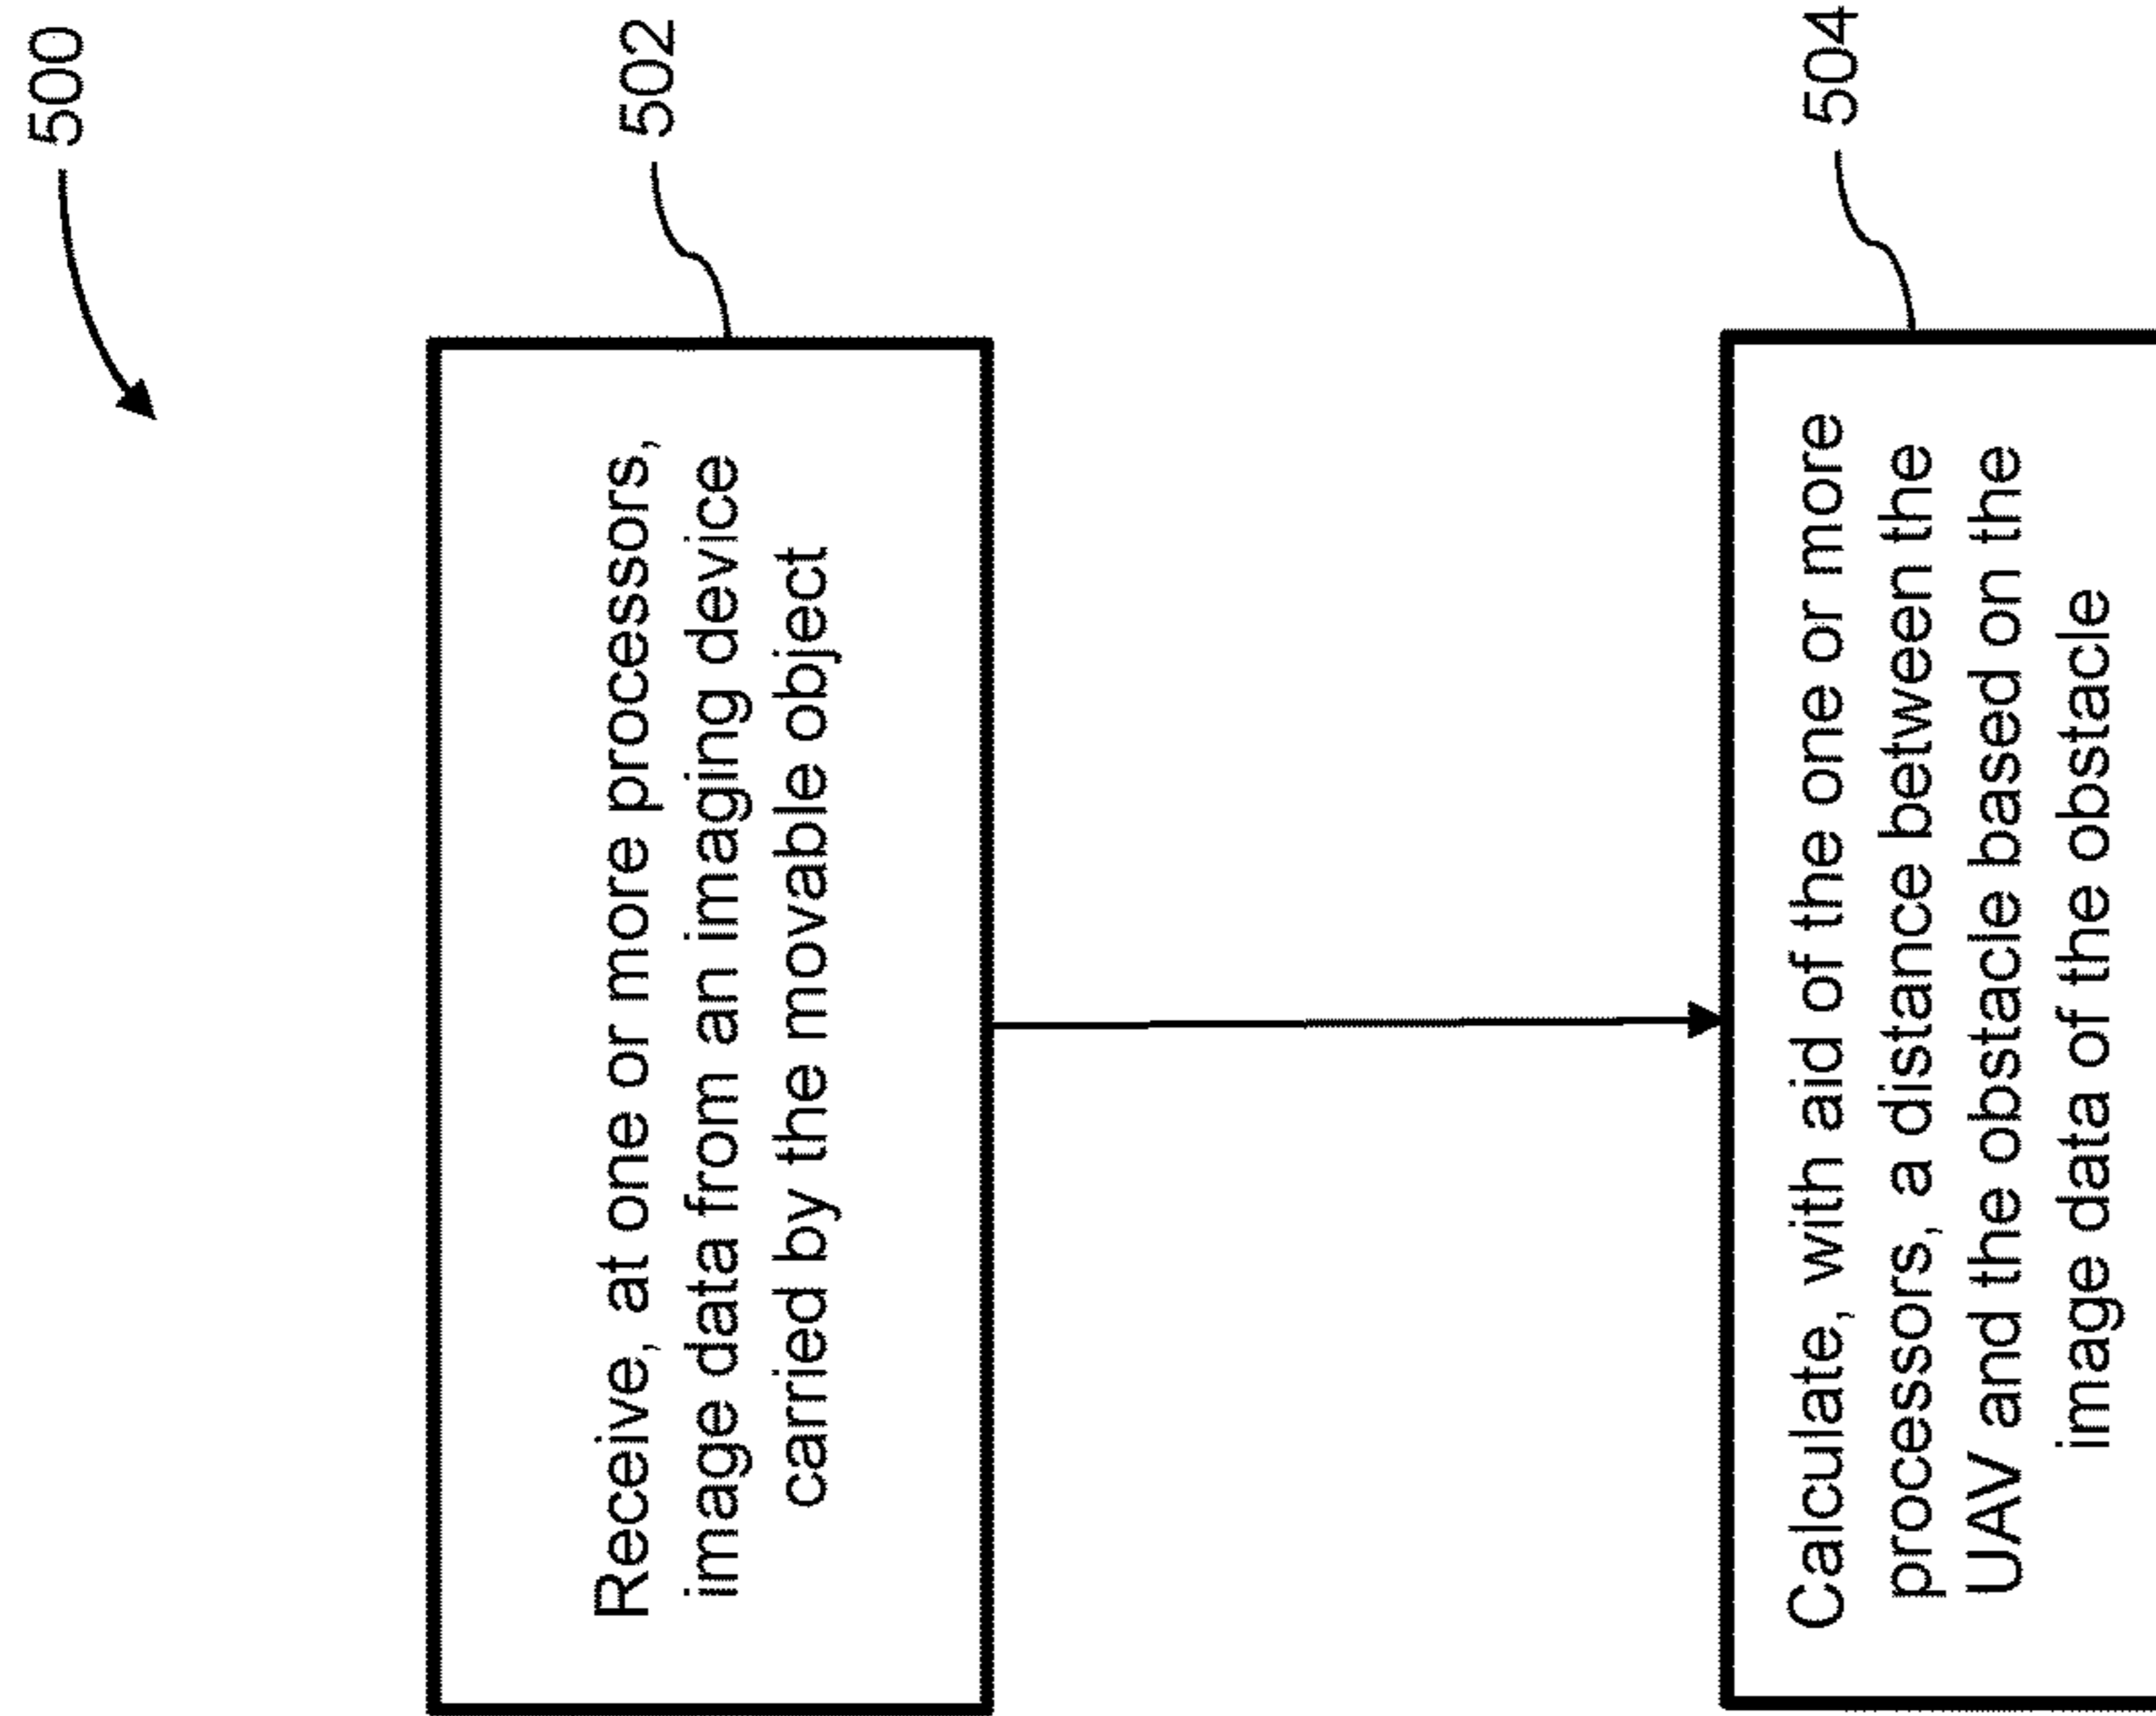 500
502
Receive, at one or more processors,
image data from an imaging device
carried by the movable object
504
Calculate, with aid of the one or more
processors, a distance between the
UAV and the obstacle based on the
image data of the obstacle